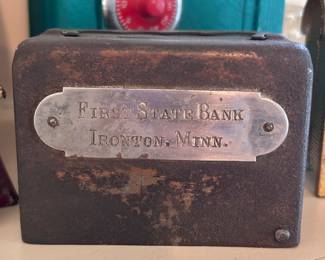 First State Bank
Ironton, Minn.